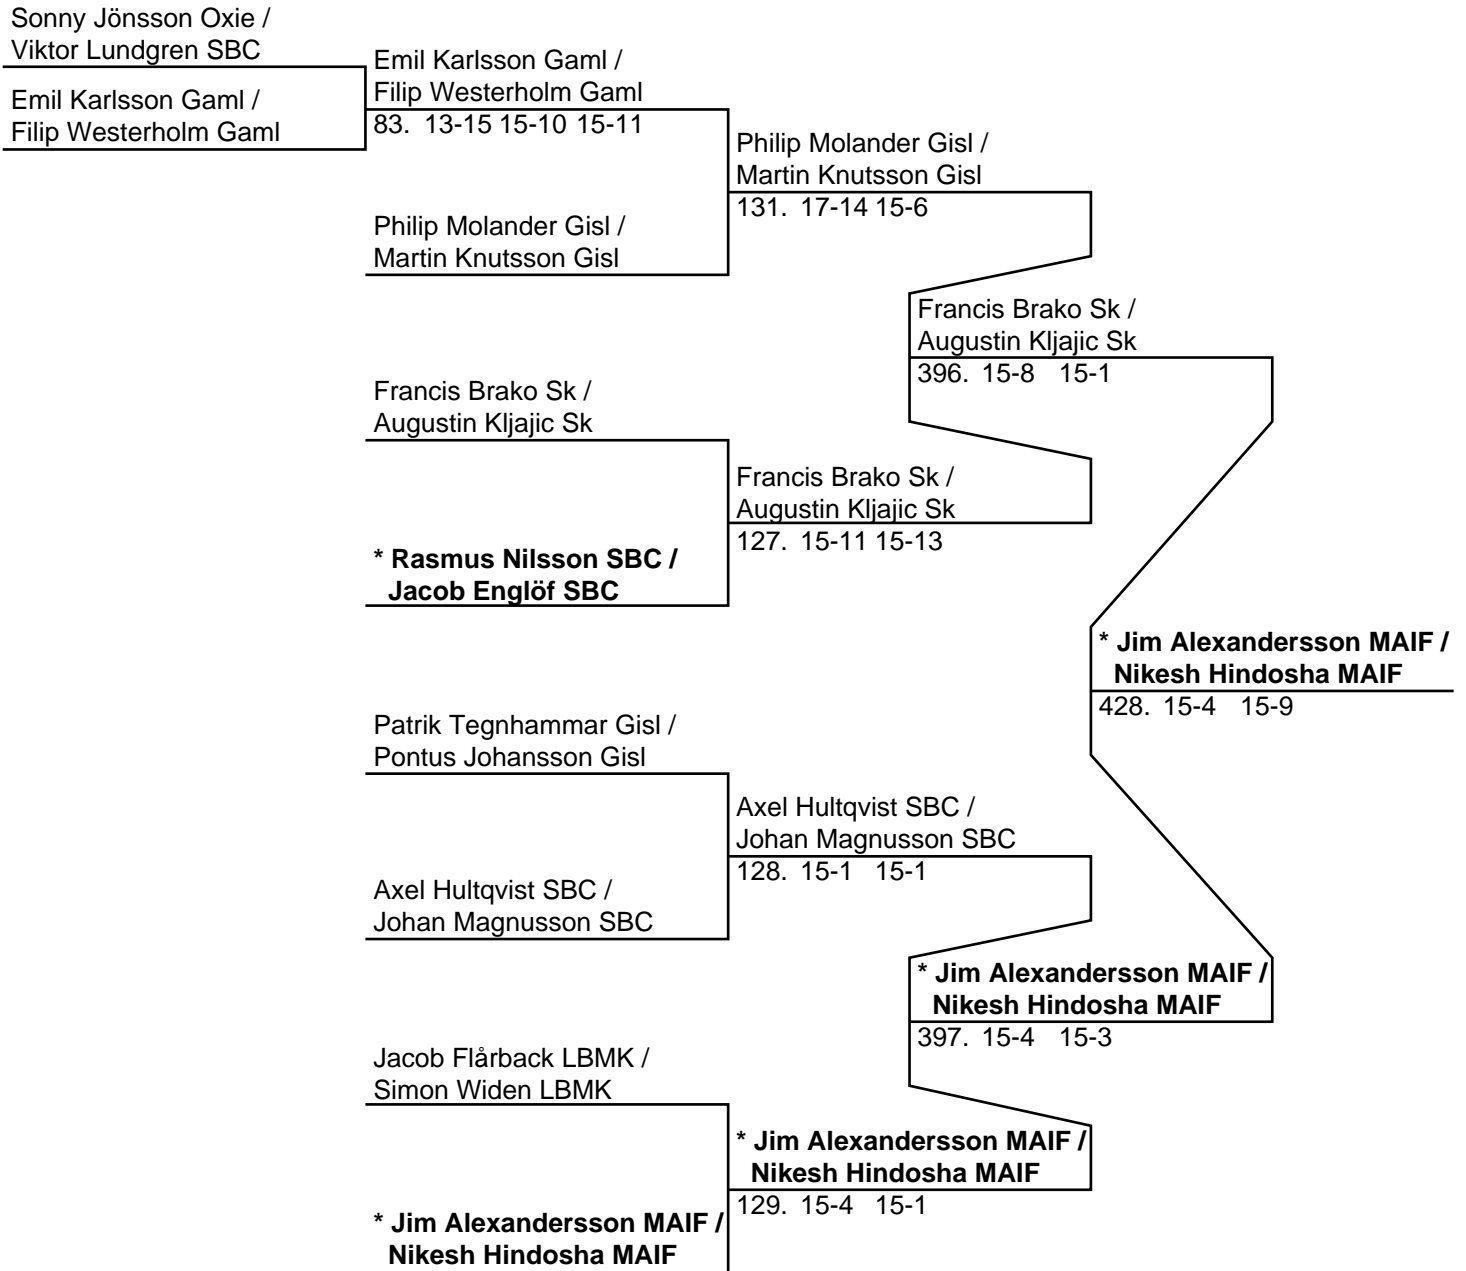 Sonny Jönsson Oxie /
Viktor Lundgren SBC
Emil Karlsson Gaml /
Filip Westerholm Gaml
Emil Karlsson Gaml /
Filip Westerholm Gaml
83. 13-15 15-10 15-11
Philip Molander Gisl /
Martin Knutsson Gisl
Philip Molander Gisl /
Martin Knutsson Gisl
131. 17-14 15-6
Francis Brako Sk /
Augustin Kljajic Sk
396. 15-8 15-1
Francis Brako Sk /
Augustin Kljajic Sk
Francis Brako Sk /
Augustin Kljajic Sk
127. 15-11 15-13
* Rasmus Nilsson SBC /
Jacob Englöf SBC
* Jim Alexandersson MAIF /
Nikesh Hindosha MAIF
428. 15-4 15-9
Patrik Tegnhammar Gisl /
Pontus Johansson Gisl
Axel Hultqvist SBC /
Johan Magnusson SBC
128. 15-1 15-1
Axel Hultqvist SBC /
Johan Magnusson SBC
* Jim Alexandersson MAIF /
Nikesh Hindosha MAIF
397. 15-4 15-3
Jacob Flårback LBMK /
Simon Widen LBMK
* Jim Alexandersson MAIF /
Nikesh Hindosha MAIF
129. 15-4 15-1
* Jim Alexandersson MAIF /
Nikesh Hindosha MAIF